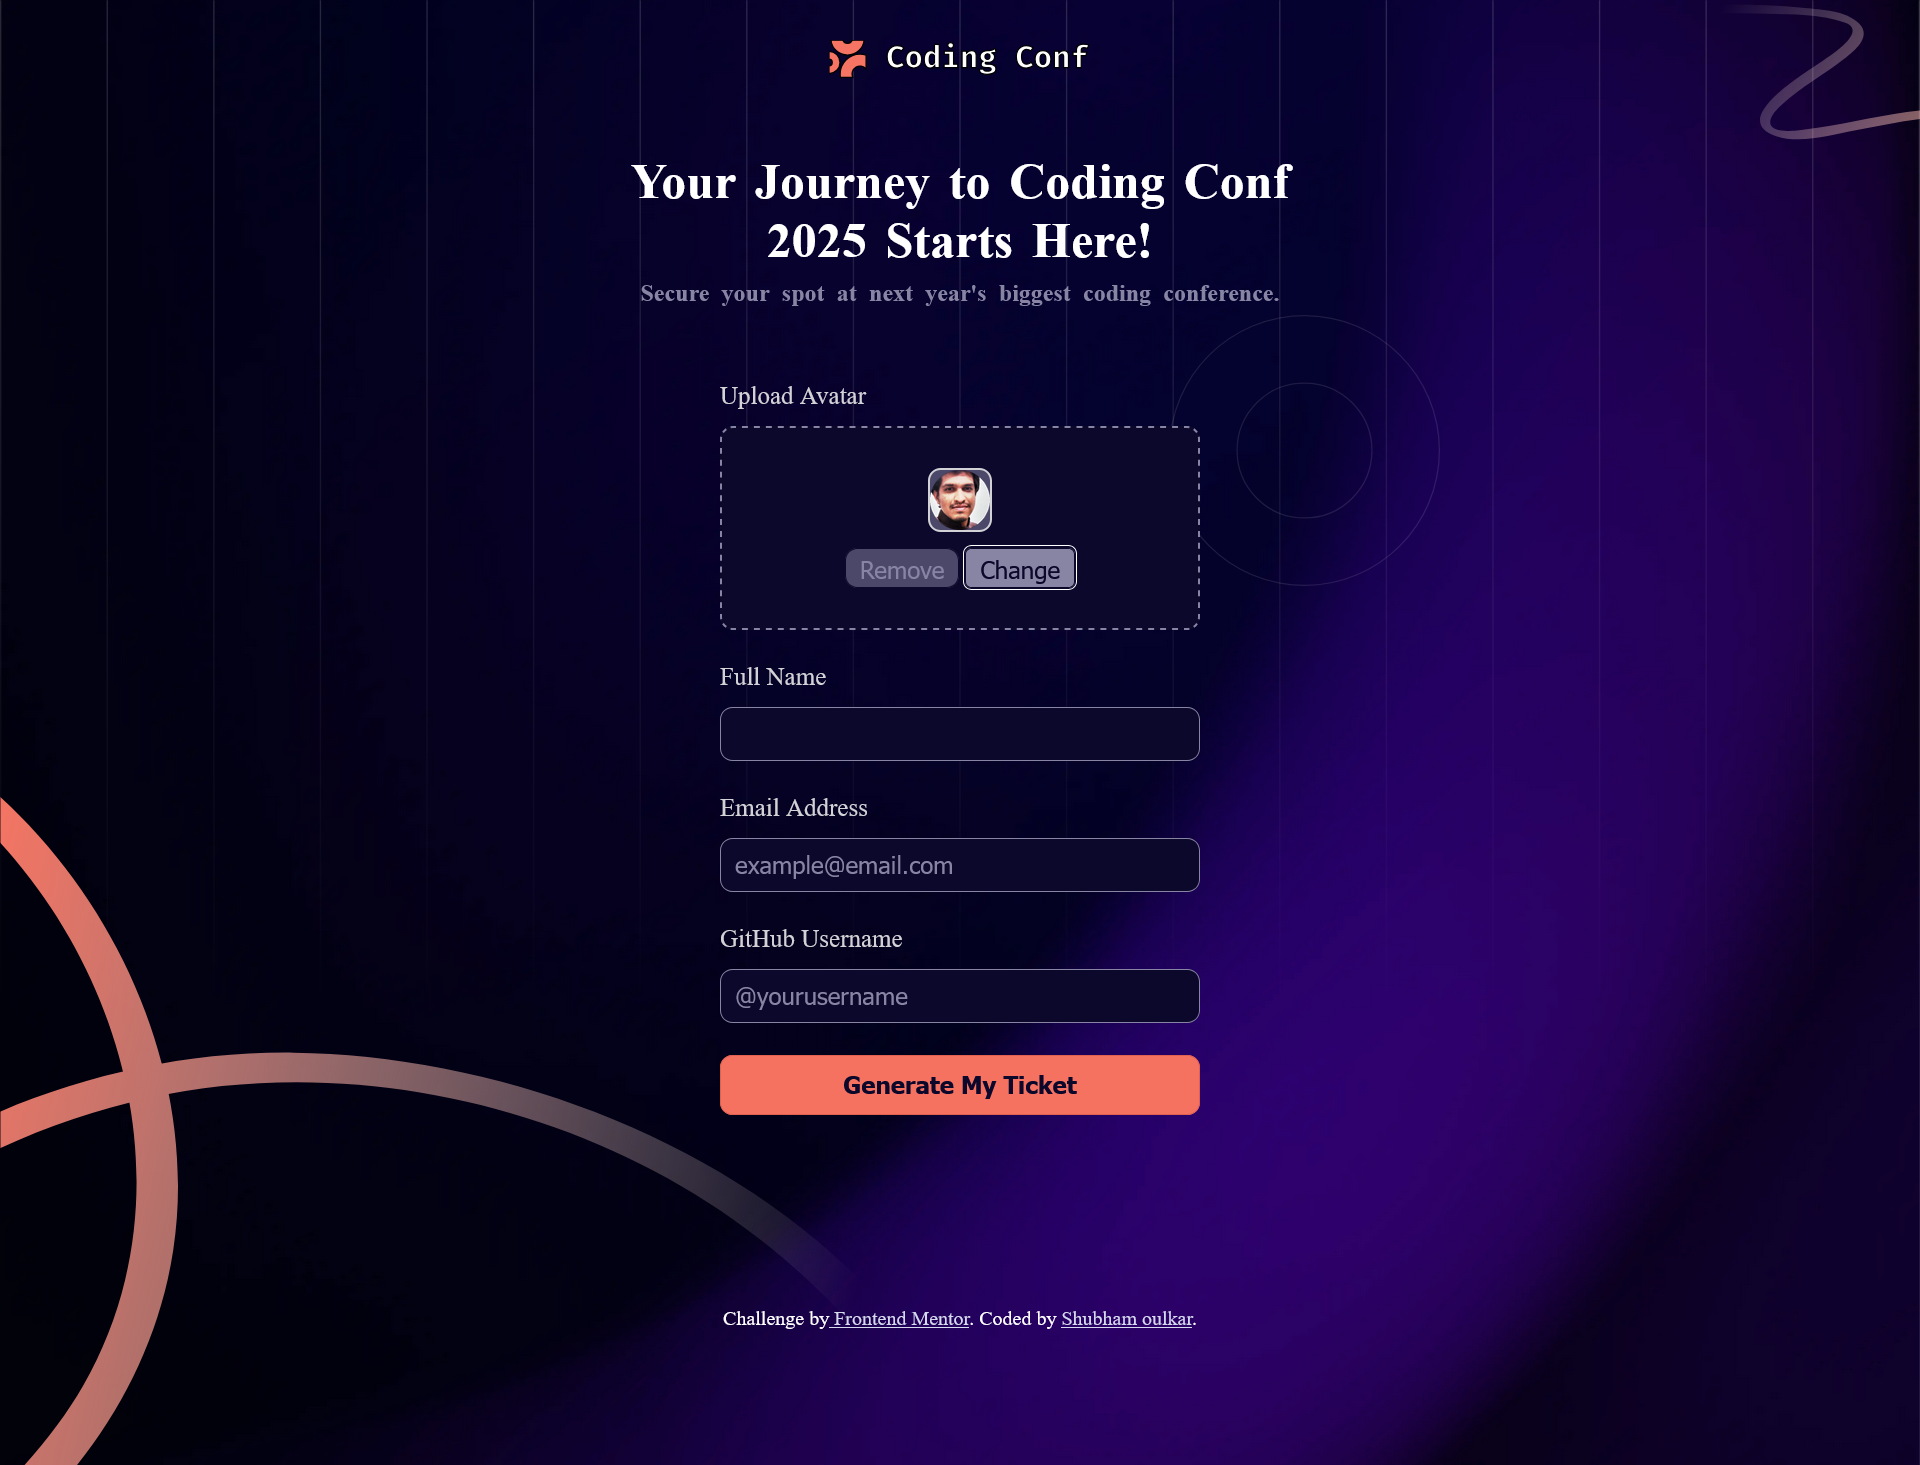 Coding Conf
Your Journey to Coding Conf
2025 Starts Here!
Secure your spot at next year's biggest coding conference.
Upload Avatar
Remove Change
Full Name
Email Address
example@email.com
GitHub Username
@yourusername
Generate My Ticket
Challenge by Frontend Mentor. Coded by Shubham oulkar.